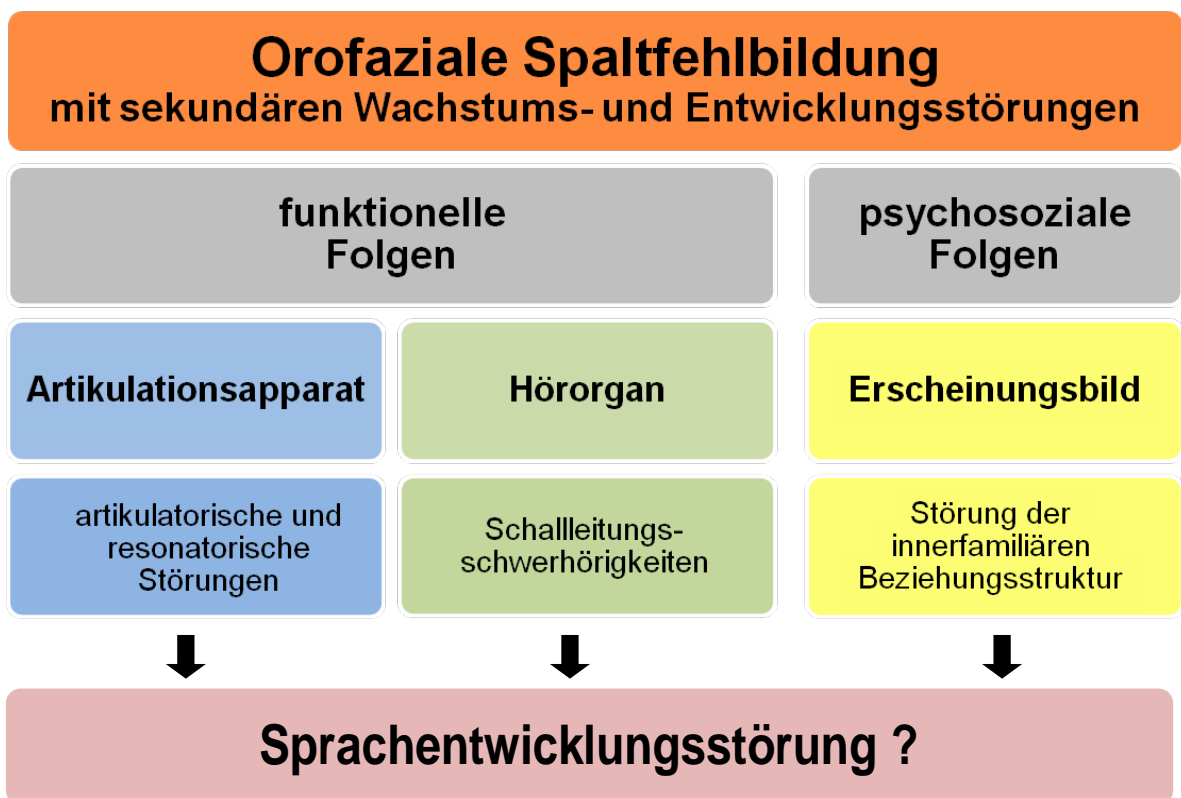 Orofaziale Spaltfehlbildung
mit sekundären Wachstums- und Entwicklungsstörungen
funktionelle
Folgen
psychosoziale
Folgen
Artikulationsapparat
Hörorgan
Erscheinungsbild
artikulatorische und
resonatorische
Störungen
Schallleitungs-
schwerhörigkeiten
Störung der
innerfamiliären
Beziehungsstruktur
Sprachentwicklungsstörung ?